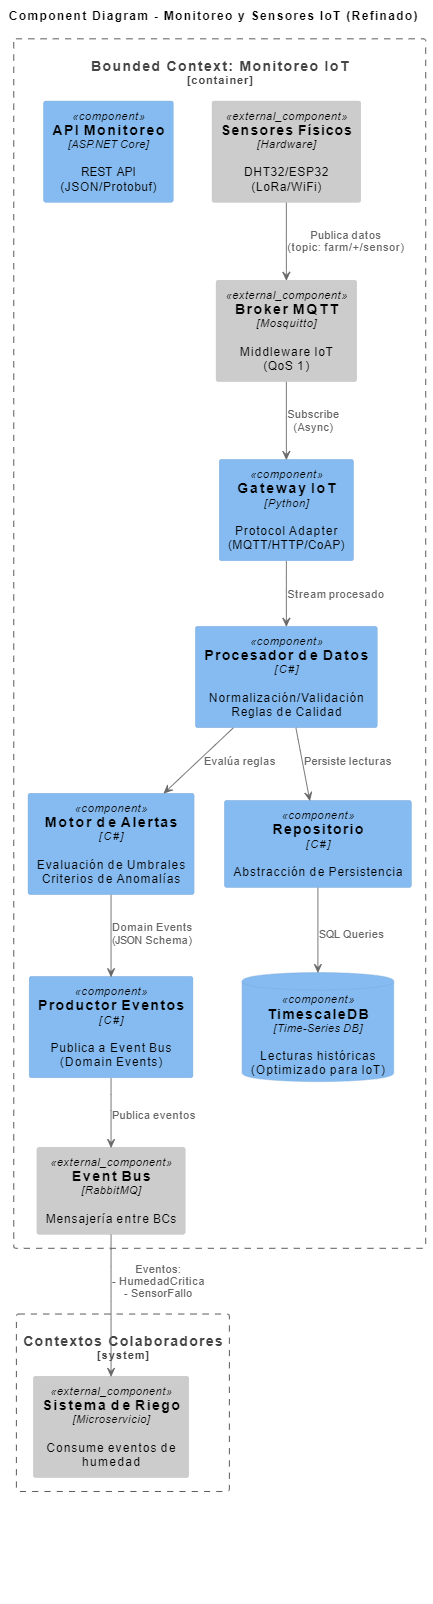 Component Diagram - Monitoreo y Sensores IoT (Refinado)
Bounded Context: Monitoreo IoT
[container]
«component»
API Monitoreo
[ASP.NET Core]
REST API
(JSON/Protobuf)
«external_component»
Sensores Físicos
[Hardware]
DHT32/ESP32
(LoRa/WiFi)
Publica datos
(topic: farm/+/sensor)
«external_component»
Broker MQTT
[Mosquitto]
Middleware IoT
(QoS 1)
Subscribe
(Async)
«component»
Gateway IoT
[Python]
Protocol Adapter
(MQTT/HTTP/CoAP)
Stream procesado
«component»
Procesador de Datos
[C#]
Normalización/Validación
Reglas de Calidad
Evalúa reglas
Persiste lecturas
«component»
Motor de Alertas
[C#]
Evaluación de Umbrales
Criterios de Anomalías
«component»
Repositorio
[C#]
Abstracción de Persistencia
Domain Events
(JSON Schema)
SQL Queries
«component»
Productor Eventos
[C#]
Publica a Event Bus
(Domain Events)
«component»
TimescaleDB
[Time-Series DB]
Lecturas históricas
(Optimizado para IoT)
Publica eventos
«external_component»
Event Bus
[RabbitMQ]
Mensajería entre BCs
Eventos:
- HumedadCritica
- SensorFallo
Contextos Colaboradores
[system]
«external_component»
Sistema de Riego
[Microservicio]
Consume eventos de
humedad